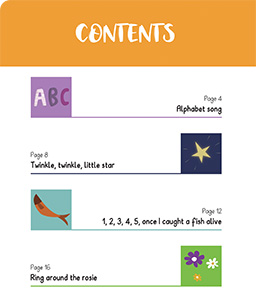 CONTENTS
ABC
Page 4
Alphabet song
Page 8
Twinkle, twinkle, little star
Page 12
1, 2, 3, 4, 5, once I caught a fish alive
Page 16
Ring around the rosie